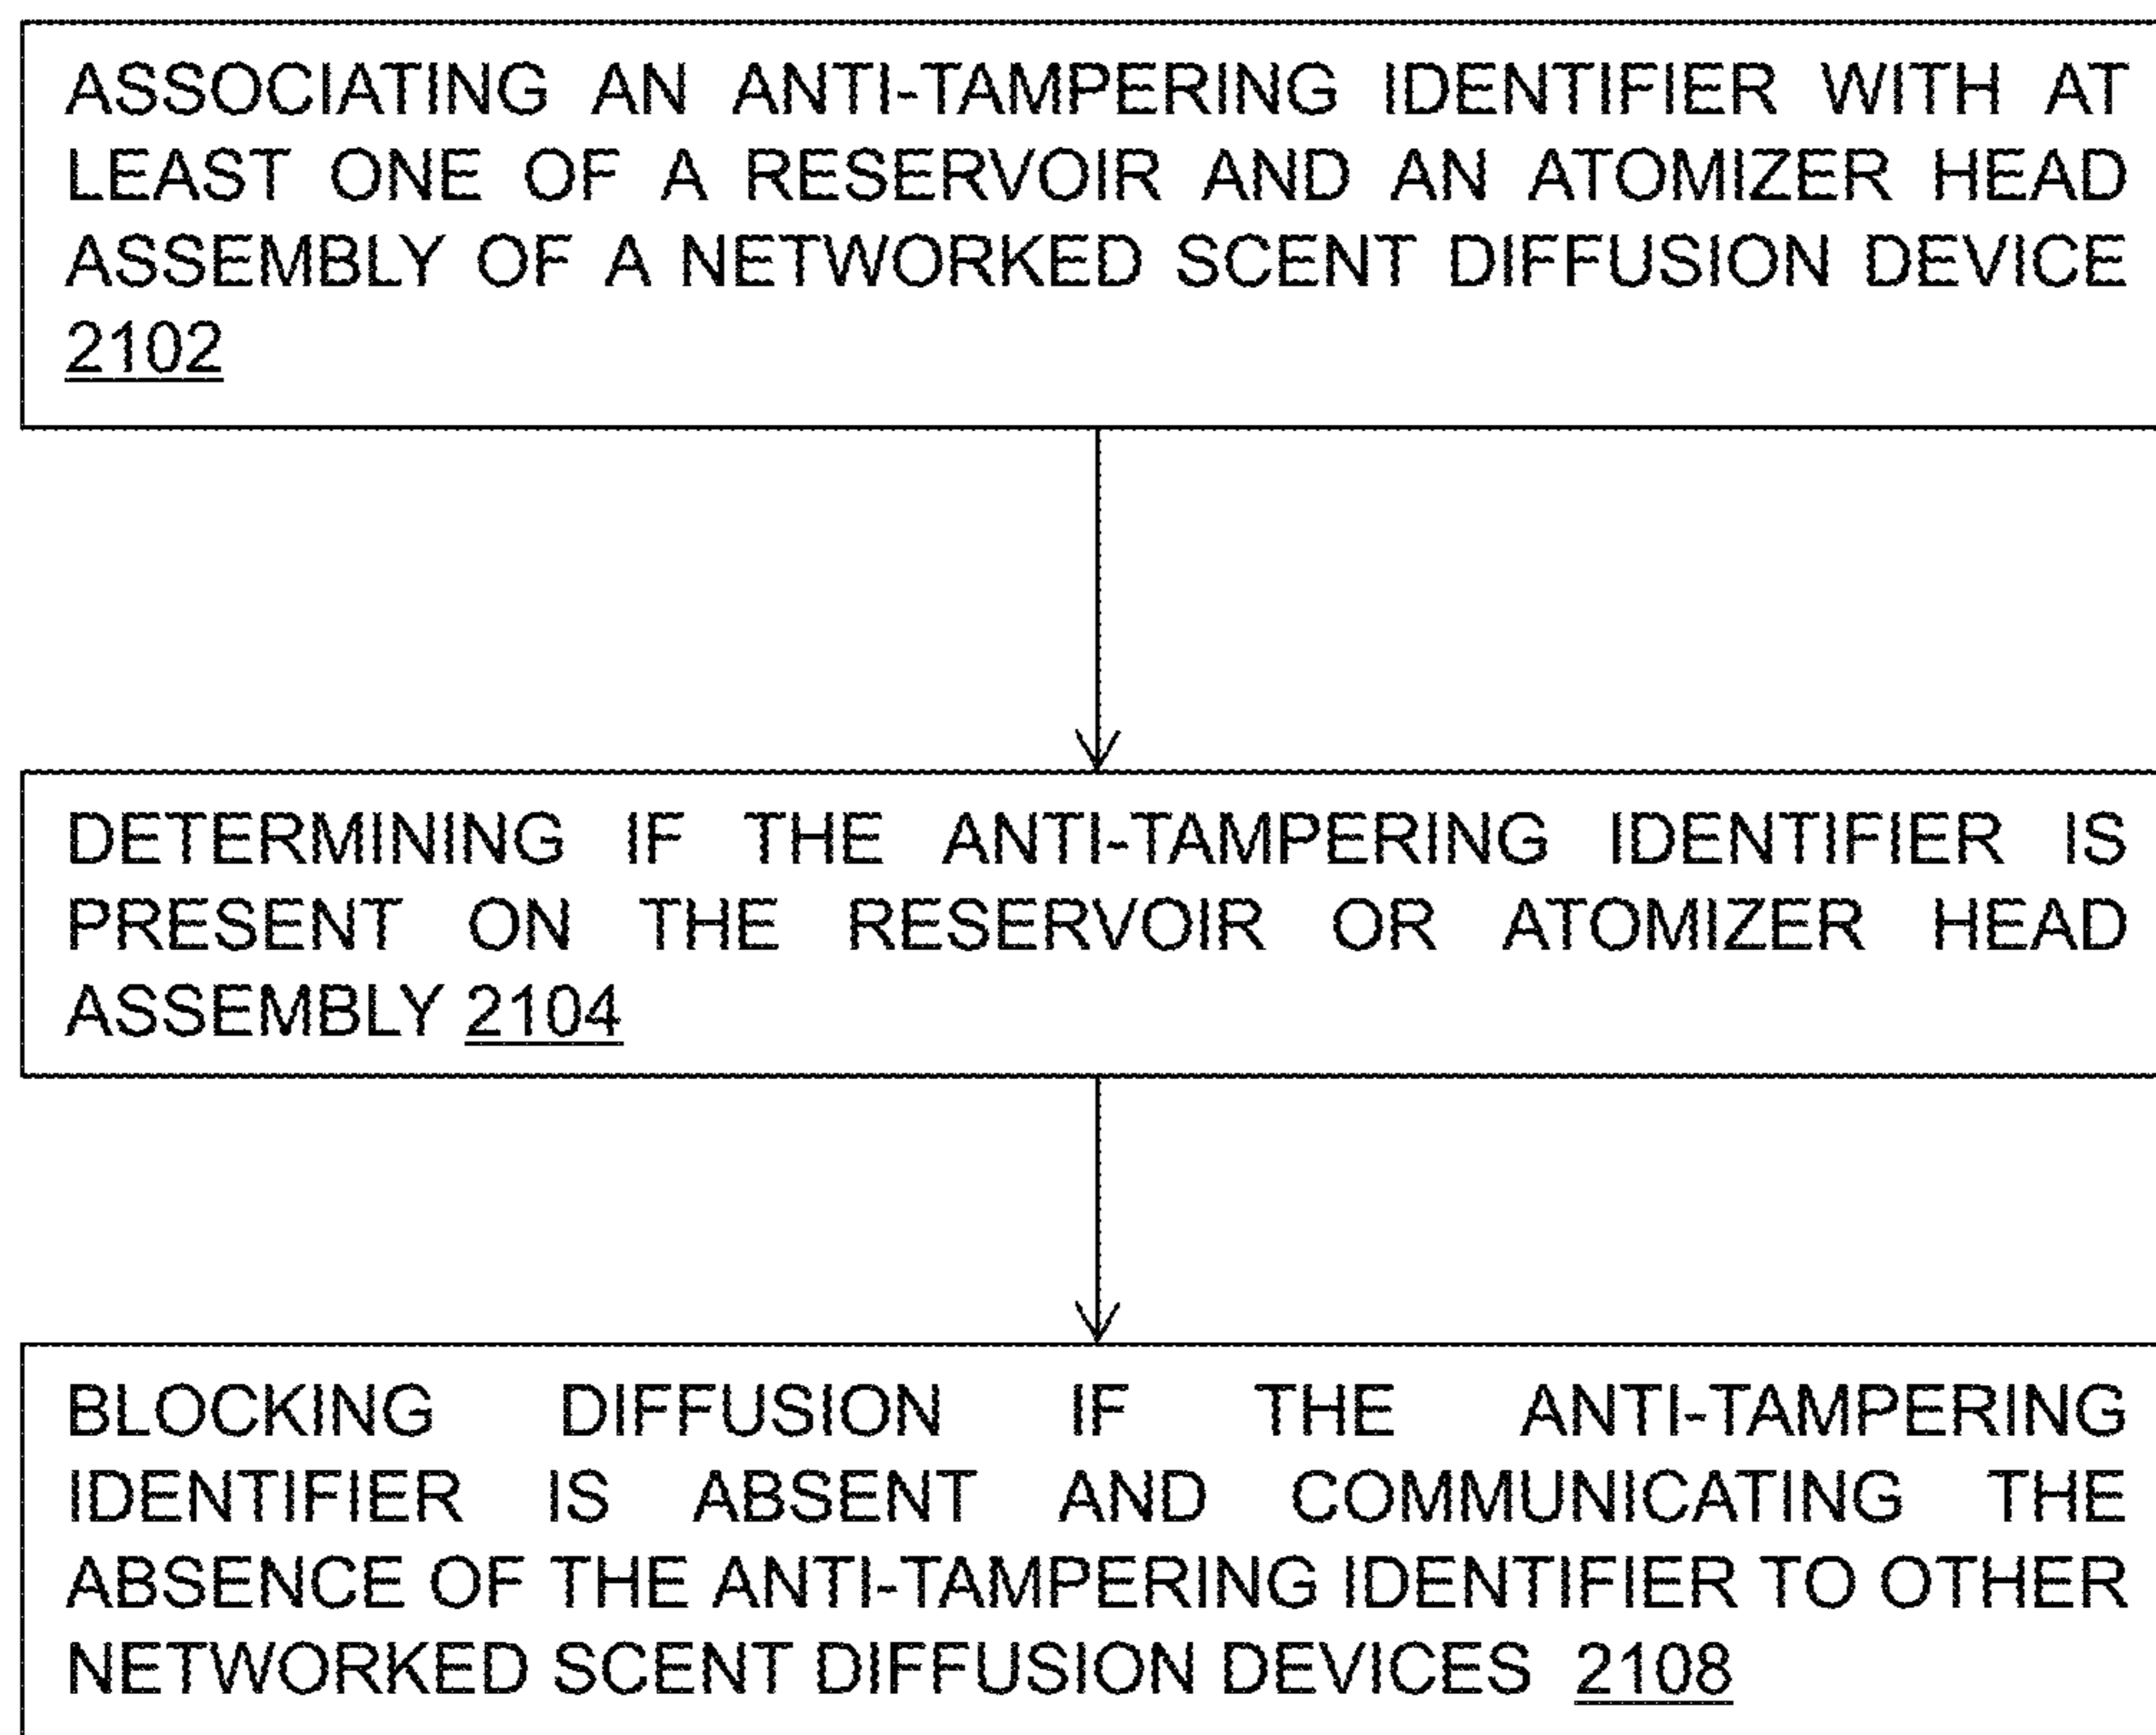 ASSOCIATING AN ANTI-TAMPERING IDENTIFIER WITH AT
LEAST ONE OF A RESERVOIR AND AN ATOMIZER HEAD
ASSEMBLY OF A NETWORKED SCENT DIFFUSION DEVICE
2102
DETERMINING IF THE ANTI-TAMPERING IDENTIFIER IS
PRESENT ON THE RESERVOIR OR ATOMIZER HEAD
ASSEMBLY 2104
BLOCKING DIFFUSION IF THE ANTI-TAMPERING
IDENTIFIER IS ABSENT AND COMMUNICATING THE
ABSENCE OF THE ANTI-TAMPERING IDENTIFIER TO OTHER
NETWORKED SCENT DIFFUSION DEVICES 2108